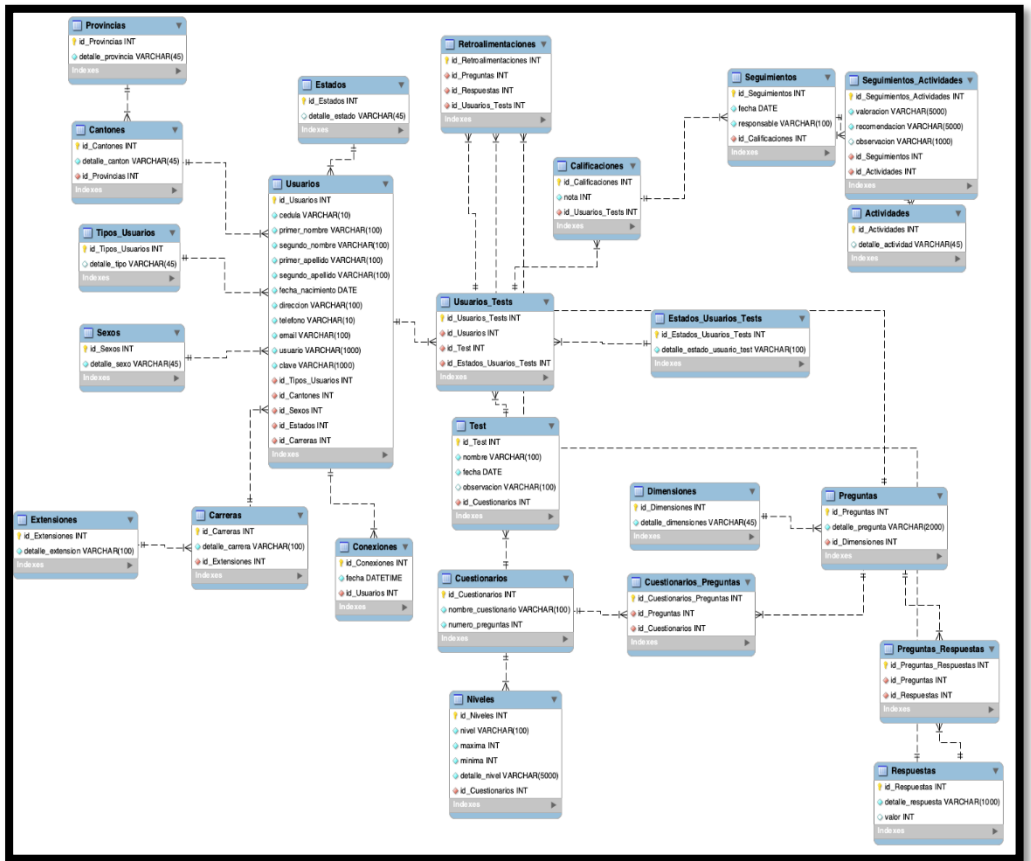 Provincias
id_Provincias INT
detalle_provincia VARCHAR(45)
Indexes
Cantones
id_Cantones INT
detalle_canton VARCHAR(45)
id_Provincias INT
Indexes
Tipos_Usuarios
id_Tipos_Usuarios INT
detalle_tipo VARCHAR(45)
Indexes
Sexos
id_Sexos INT
detalle_sexo VARCHAR(45)
Indexes
Estados
id_Estados INT
detalle_estado VARCHAR(45)
Indexes
Usuarios
id_Usuarios INT
cedula VARCHAR(10)
primer_nombre VARCHAR(100)
segundo_nombre VARCHAR(100)
primer_apellido VARCHAR(100)
segundo_apellido VARCHAR(100)
fecha_nacimiento DATE
direccion VARCHAR(100)
telefono VARCHAR(10)
email VARCHAR(100)
usuario VARCHAR(1000)
clave VARCHAR(1000)
id_Tipos_Usuarios INT
id_Cantones INT
id_Sexos INT
id_Estados INT
id_Carreras INT
Indexes
Retroalimentaciones
id_Retroalimentaciones INT
id_Preguntas INT
id_Respuestas INT
id_Usuarios_Tests INT
Indexes
Calificaciones
id_Calificaciones INT
nota INT
id_Usuarios_Tests INT
Indexes
Seguimientos
id_Seguimientos INT
fecha DATE
responsable VARCHAR(100)
id_Calificaciones INT
Indexes
Seguimientos_Actividades
id_Seguimientos_Actividades INT
valoracion VARCHAR(5000)
recomendacion VARCHAR(5000)
observacion VARCHAR(1000)
id_Seguimientos INT
id_Actividades INT
Indexes
Actividades
id_Actividades INT
detalle_actividad VARCHAR(45)
Indexes
Usuarios_Tests
id_Usuarios_Tests INT
id_Usuarios INT
id_Test INT
id_Estados_Usuarios_Tests INT
Indexes
Estados_Usuarios_Tests
id_Estados_Usuarios_Tests INT
detalle_estado_usuario_test VARCHAR(100)
Indexes
Test
id_Test INT
nombre VARCHAR(100)
fecha DATE
observacion VARCHAR(100)
id_Cuestionarios INT
Indexes
Dimensiones
id_Dimensiones INT
detalle_dimensiones VARCHAR(45)
Indexes
Preguntas
id_Preguntas INT
detalle_pregunta VARCHAR(2000)
id_Dimensiones INT
Indexes
Extensiones
id_Extensiones INT
detalle_extension VARCHAR(100)
Indexes
Carreras
id_Carreras INT
detalle_carrera VARCHAR(100)
id_Extensiones INT
Indexes
Conexiones
id_Conexiones INT
fecha DATETIME
id_Usuarios INT
Indexes
Cuestionarios
id_Cuestionarios INT
nombre_cuestionario VARCHAR(100)
numero_preguntas INT
Indexes
Cuestionarios_Preguntas
id_Cuestionarios_Preguntas INT
id_Preguntas INT
id_Cuestionarios INT
Indexes
Preguntas_Respuestas
id_Preguntas_Respuestas INT
id_Preguntas INT
id_Respuestas INT
Indexes
Niveles
id_Niveles INT
nivel VARCHAR(100)
maxima INT
minima INT
detalle_nivel VARCHAR(5000)
id_Cuestionarios INT
Indexes
Respuestas
id_Respuestas INT
detalle_respuesta VARCHAR(1000)
valor INT
Indexes